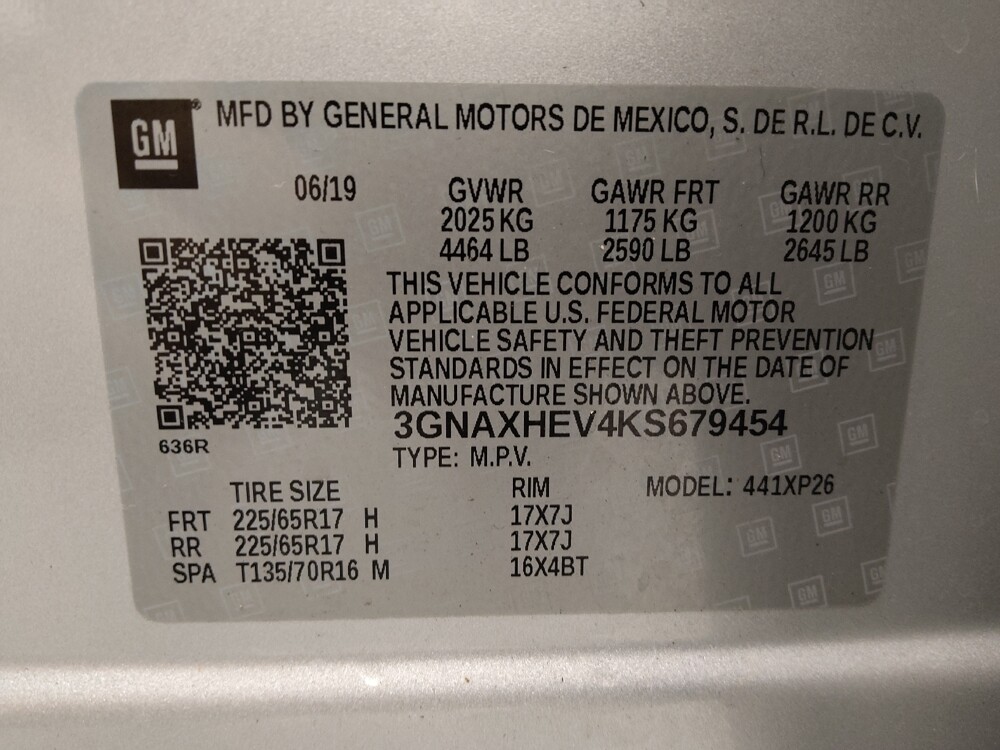 GM® MFD BY GENERAL MOTORS DE MEXICO, S. DE R.L. DE C.V.
06/19 GVWR GAWR FRT GAWR RR
2025 KG 1175 KG 1200 KG
4464 LB 2590 LB 2645 LB
THIS VEHICLE CONFORMS TO ALL
APPLICABLE U.S. FEDERAL MOTOR
VEHICLE SAFETY AND THEFT PREVENTION
STANDARDS IN EFFECT ON THE DATE OF
MANUFACTURE SHOWN ABOVE.
3GNAXHEV4KS679454
636R
TYPE: M.P.V.
TIRE SIZE RIM MODEL: 441XP26
FRT 225/65R17 H 17X7J
RR 225/65R17 H 17X7J
SPA T135/70R16 M 16X4BT